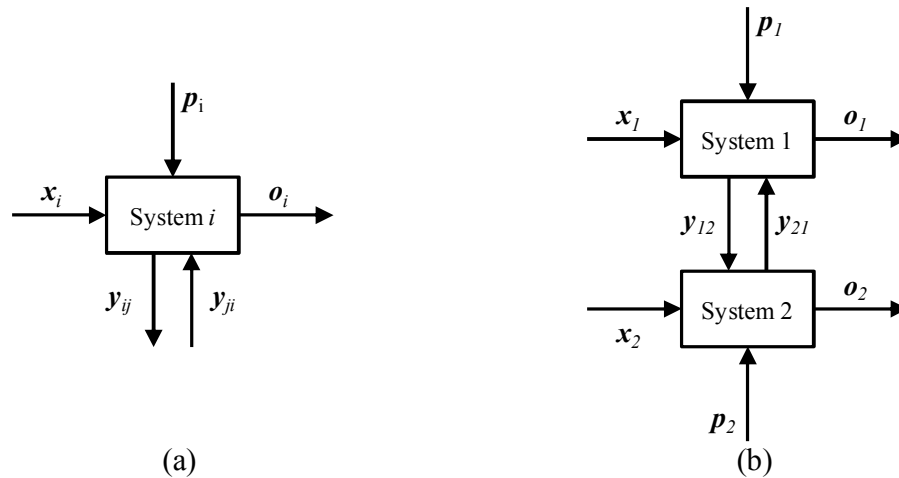 p_i
x_i
o_i
System i
y_ij
y_ji
(a)
p_1
x_1
o_1
System 1
y_12
y_21
x_2
o_2
System 2
p_2
(b)